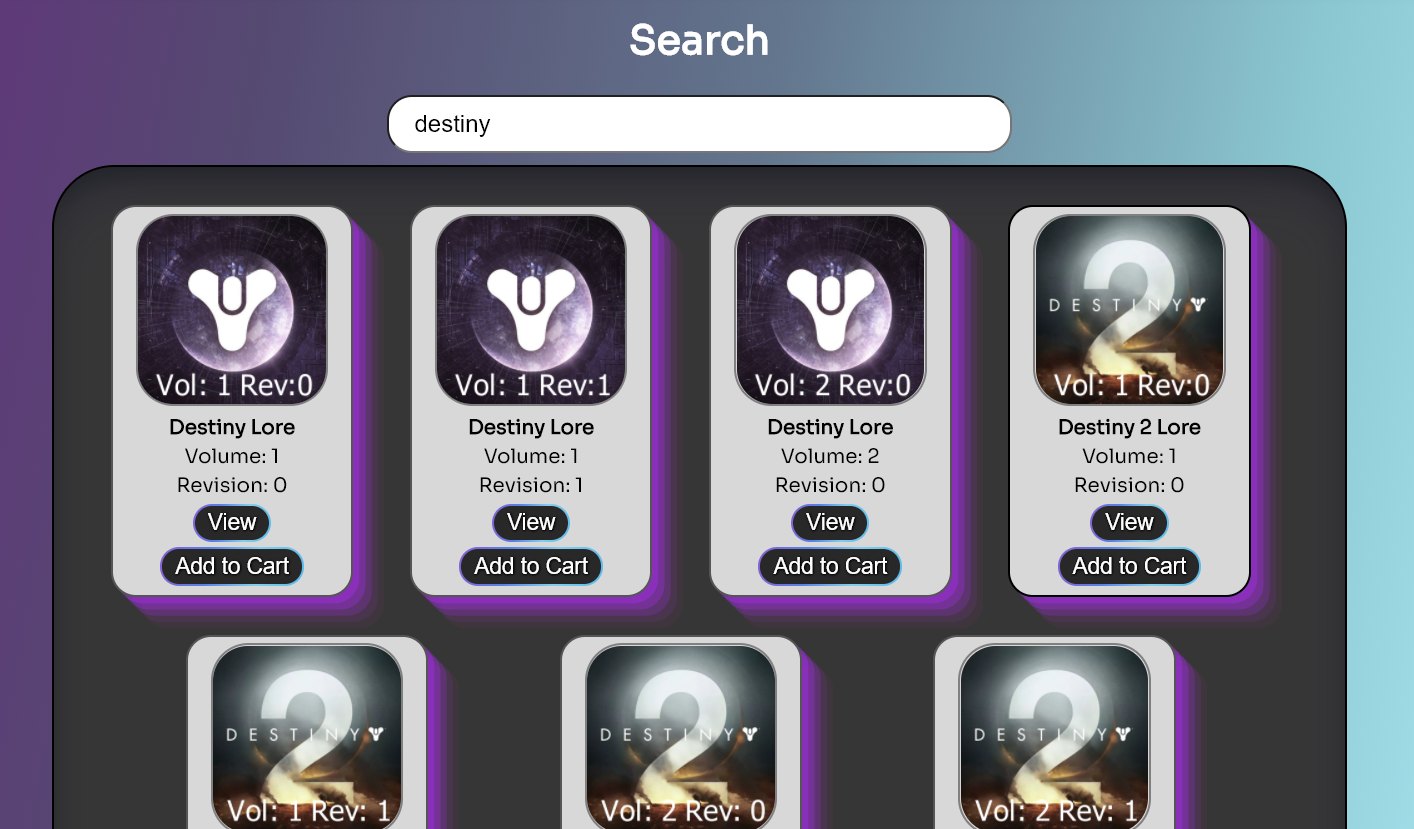 Search
destiny
Vol: 1 Rev:0
Destiny Lore
Volume: 1
Revision: 0
View
Add to Cart
Vol: 1 Rev:1
Destiny Lore
Volume: 1
Revision: 1
View
Add to Cart
Vol: 2 Rev:0
Destiny Lore
Volume: 2
Revision: 0
View
Add to Cart
2
DESTINY
Vol: 1 Rev:0
Destiny 2 Lore
Volume: 1
Revision: 0
View
Add to Cart
2
DESTINY
Vol: 1 Rev: 1
2
DESTINY
Vol: 2 Rev: 0
2
DESTINY
Vol: 2 Rev: 1